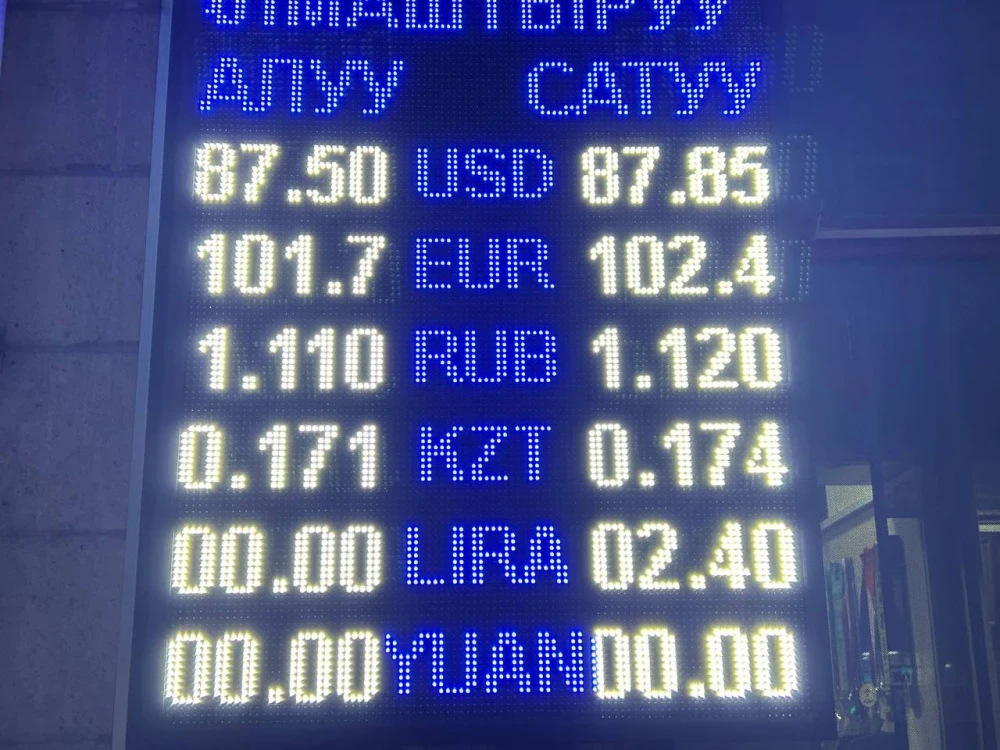 АЛМАШТЫРУУ
АЛУУ САТУУ
87.50 USD 87.85
101.7 EUR 102.4
1.110 RUB 1.120
0.171 KZT 0.174
00.00 LIRA 02.40
00.00 YUAN 00.00